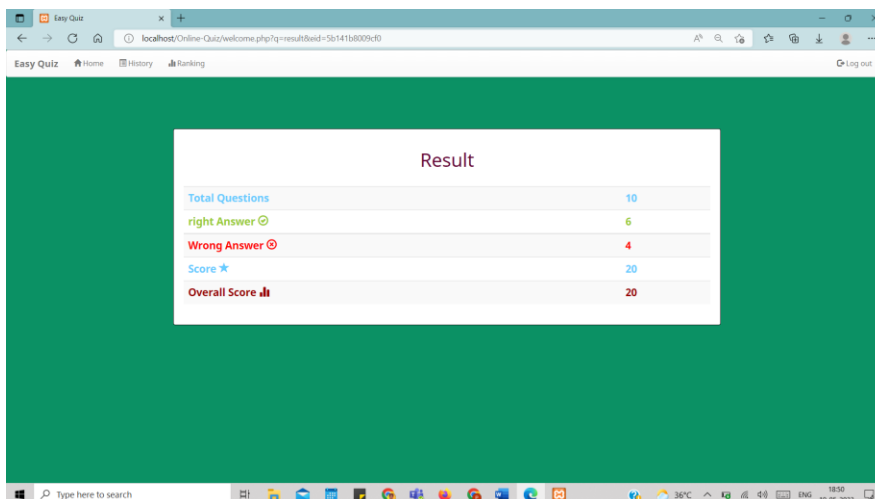 Easy Quiz
localhost/Online-Quiz/welcome.php?q=result&eid=5b141b8009cf0
Easy Quiz Home History Ranking Log out
Result
Total Questions 10
right Answer 6
Wrong Answer 4
Score 20
Overall Score 20
Type here to search 36°C ENG 18:50